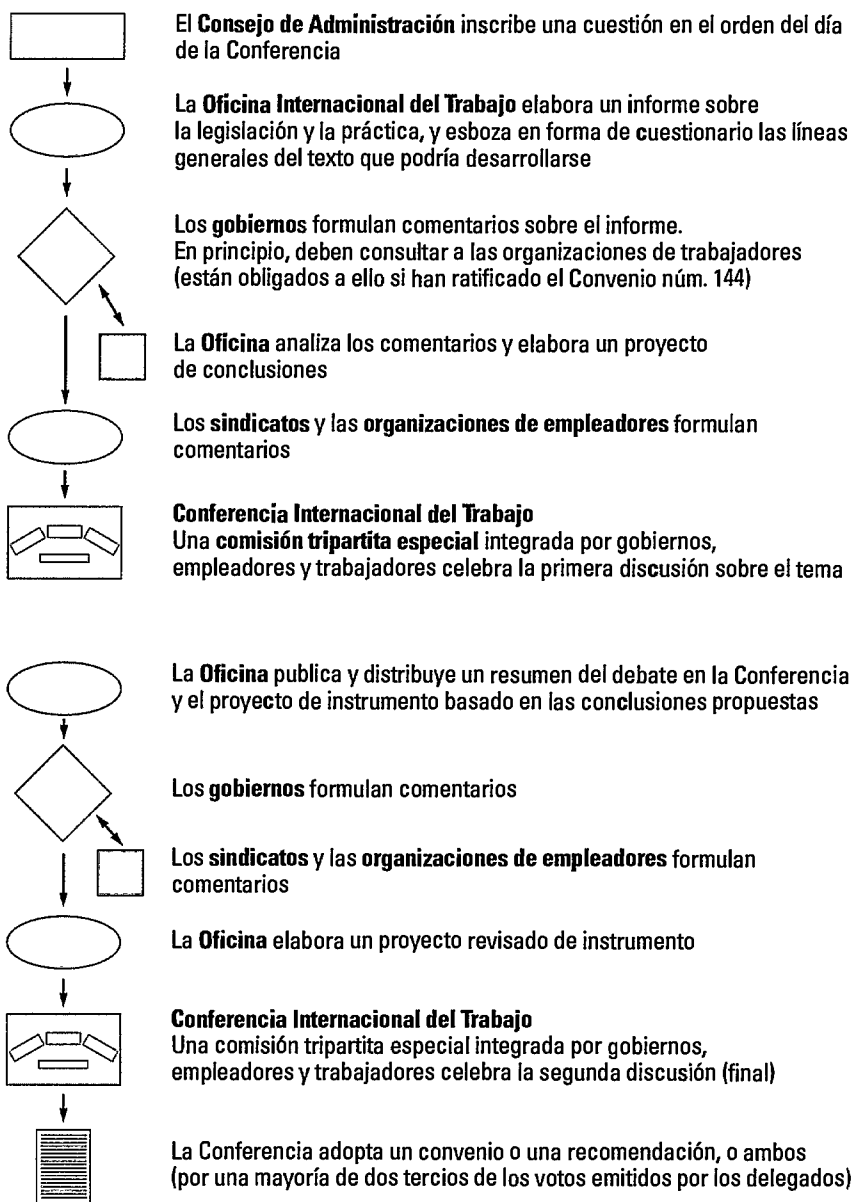 El Consejo de Administración inscribe una cuestión en el orden del día
de la Conferencia
La Oficina Internacional del Trabajo elabora un informe sobre
la legislación y la práctica, y esboza en forma de cuestionario las líneas
generales del texto que podría desarrollarse
Los gobiernos formulan comentarios sobre el informe.
En principio, deben consultar a las organizaciones de trabajadores
(están obligados a ello si han ratificado el Convenio núm. 144)
La Oficina analiza los comentarios y elabora un proyecto
de conclusiones
Los sindicatos y las organizaciones de empleadores formulan
comentarios
Conferencia Internacional del Trabajo
Una comisión tripartita especial integrada por gobiernos,
empleadores y trabajadores celebra la primera discusión sobre el tema
La Oficina publica y distribuye un resumen del debate en la Conferencia
y el proyecto de instrumento basado en las conclusiones propuestas
Los gobiernos formulan comentarios
Los sindicatos y las organizaciones de empleadores formulan
comentarios
La Oficina elabora un proyecto revisado de instrumento
Conferencia Internacional del Trabajo
Una comisión tripartita especial integrada por gobiernos,
empleadores y trabajadores celebra la segunda discusión (final)
La Conferencia adopta un convenio o una recomendación, o ambos
(por una mayoría de dos tercios de los votos emitidos por los delegados)